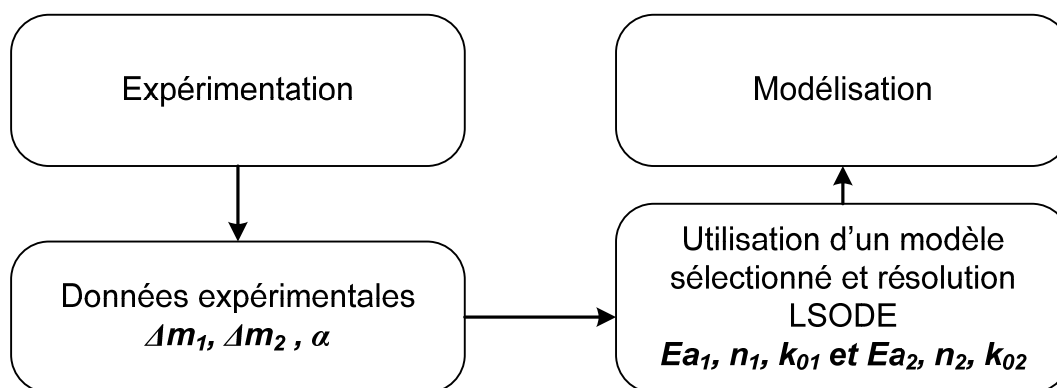 Expérimentation
Modélisation
Données expérimentales
Δm₁, Δm₂ , α
Utilisation d’un modèle
sélectionné et résolution
LSODE
Ea₁, n₁, k₀₁ et Ea₂, n₂, k₀₂